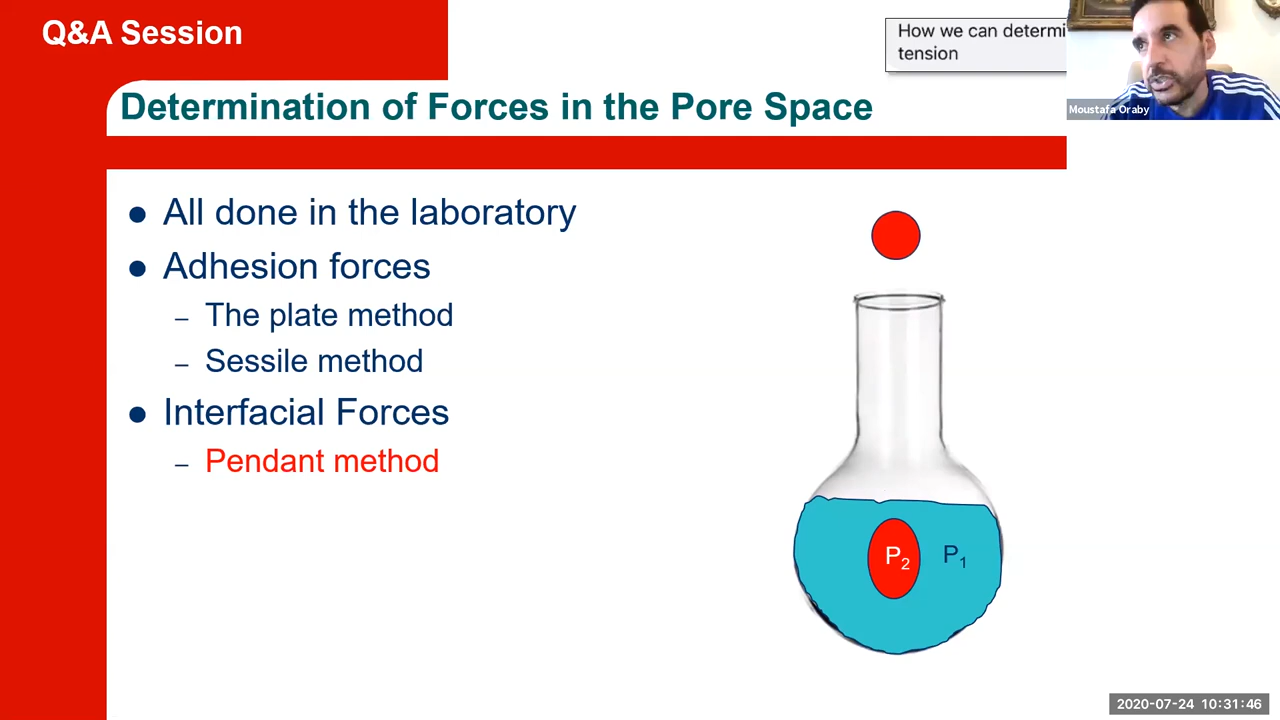 Q&A Session
How we can determi
tension
Moustafa Oraby
Determination of Forces in the Pore Space
● All done in the laboratory
● Adhesion forces
– The plate method
– Sessile method
● Interfacial Forces
– Pendant method
P2 P1
2020-07-24 10:31:46